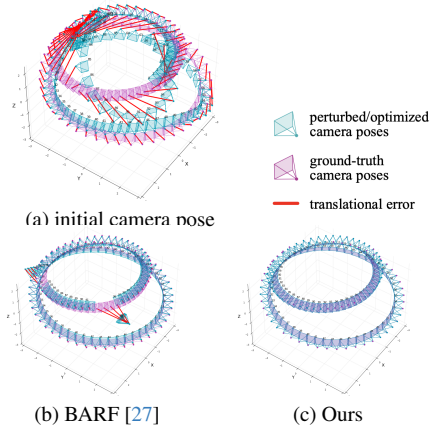 Z
Y
X
perturbed/optimized
camera poses
ground-truth
camera poses
translational error
(a) initial camera pose
Z
Y
X
Z
Y
X
(b) BARF [27]
(c) Ours